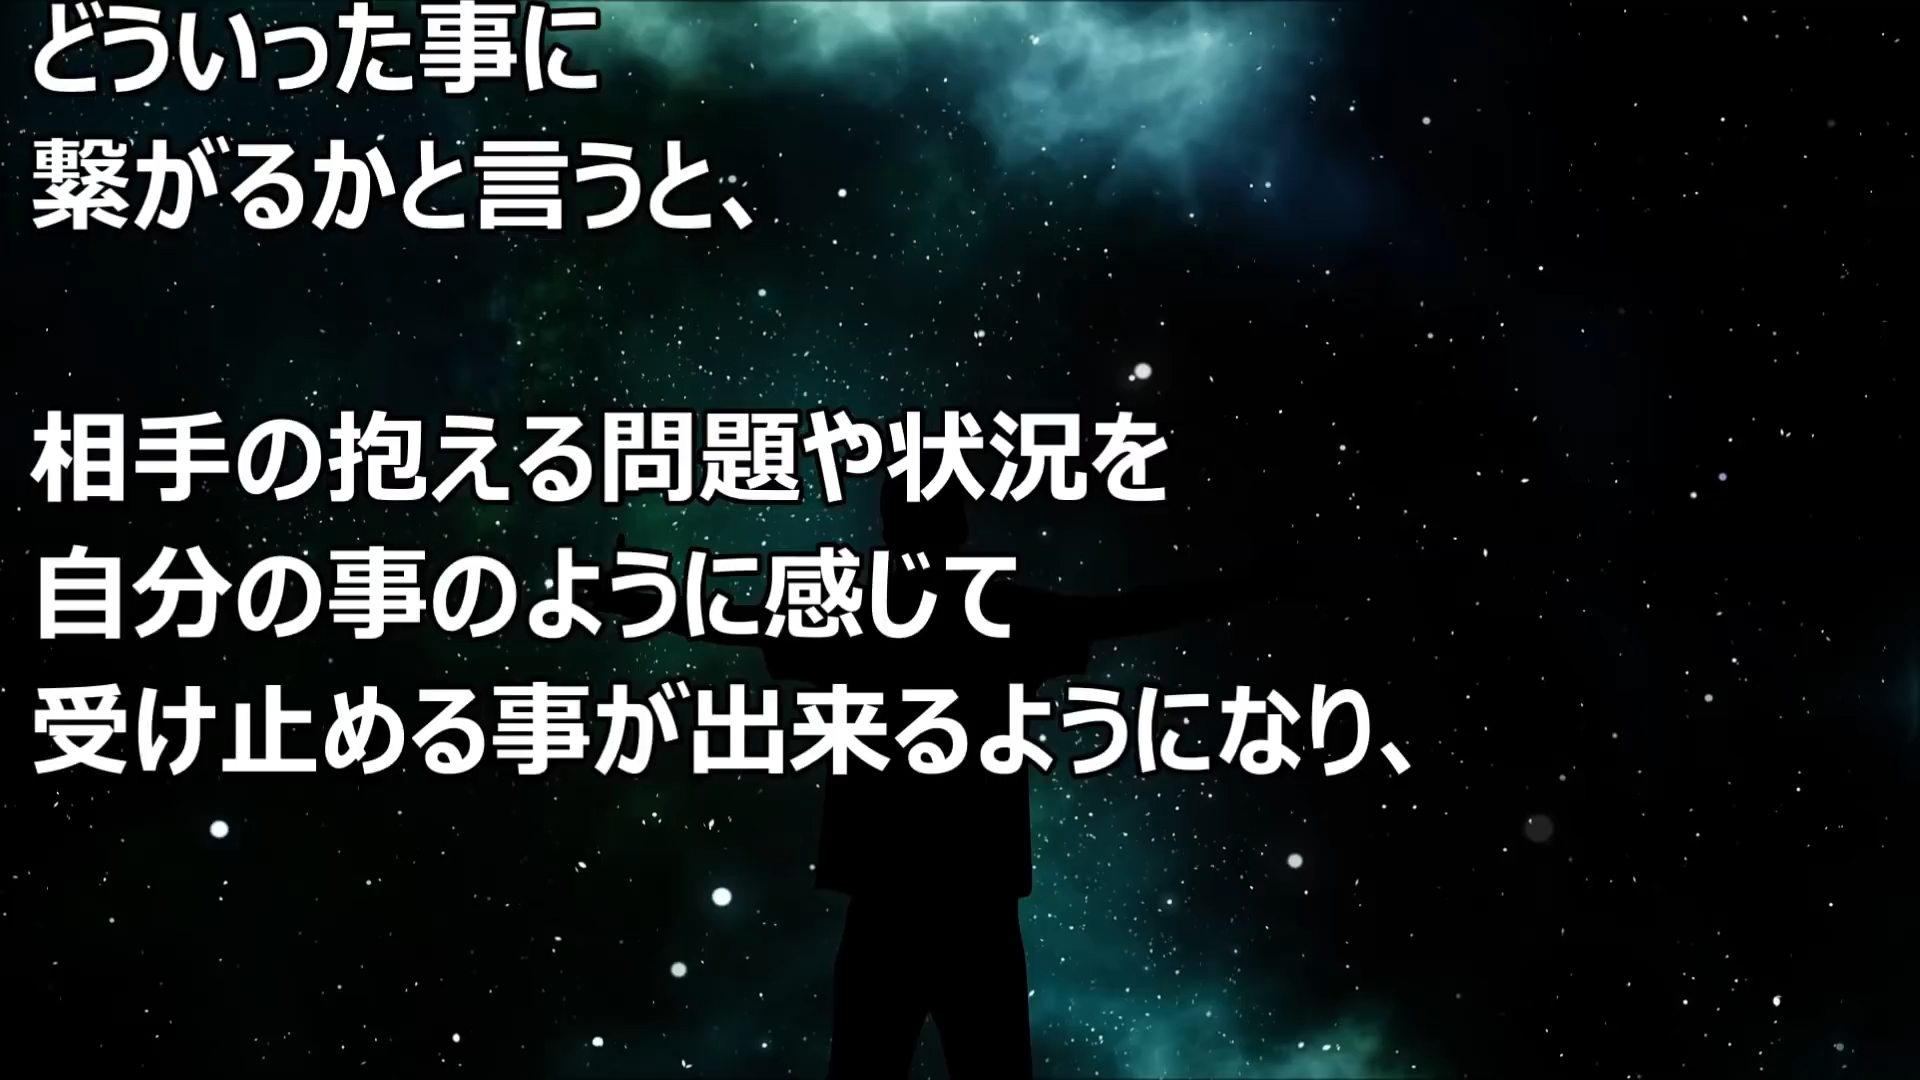 どういった事に
繋がるかと言うと、
相手の抱える問題や状況を
自分の事のように感じて
受け止める事が出来るようになり、